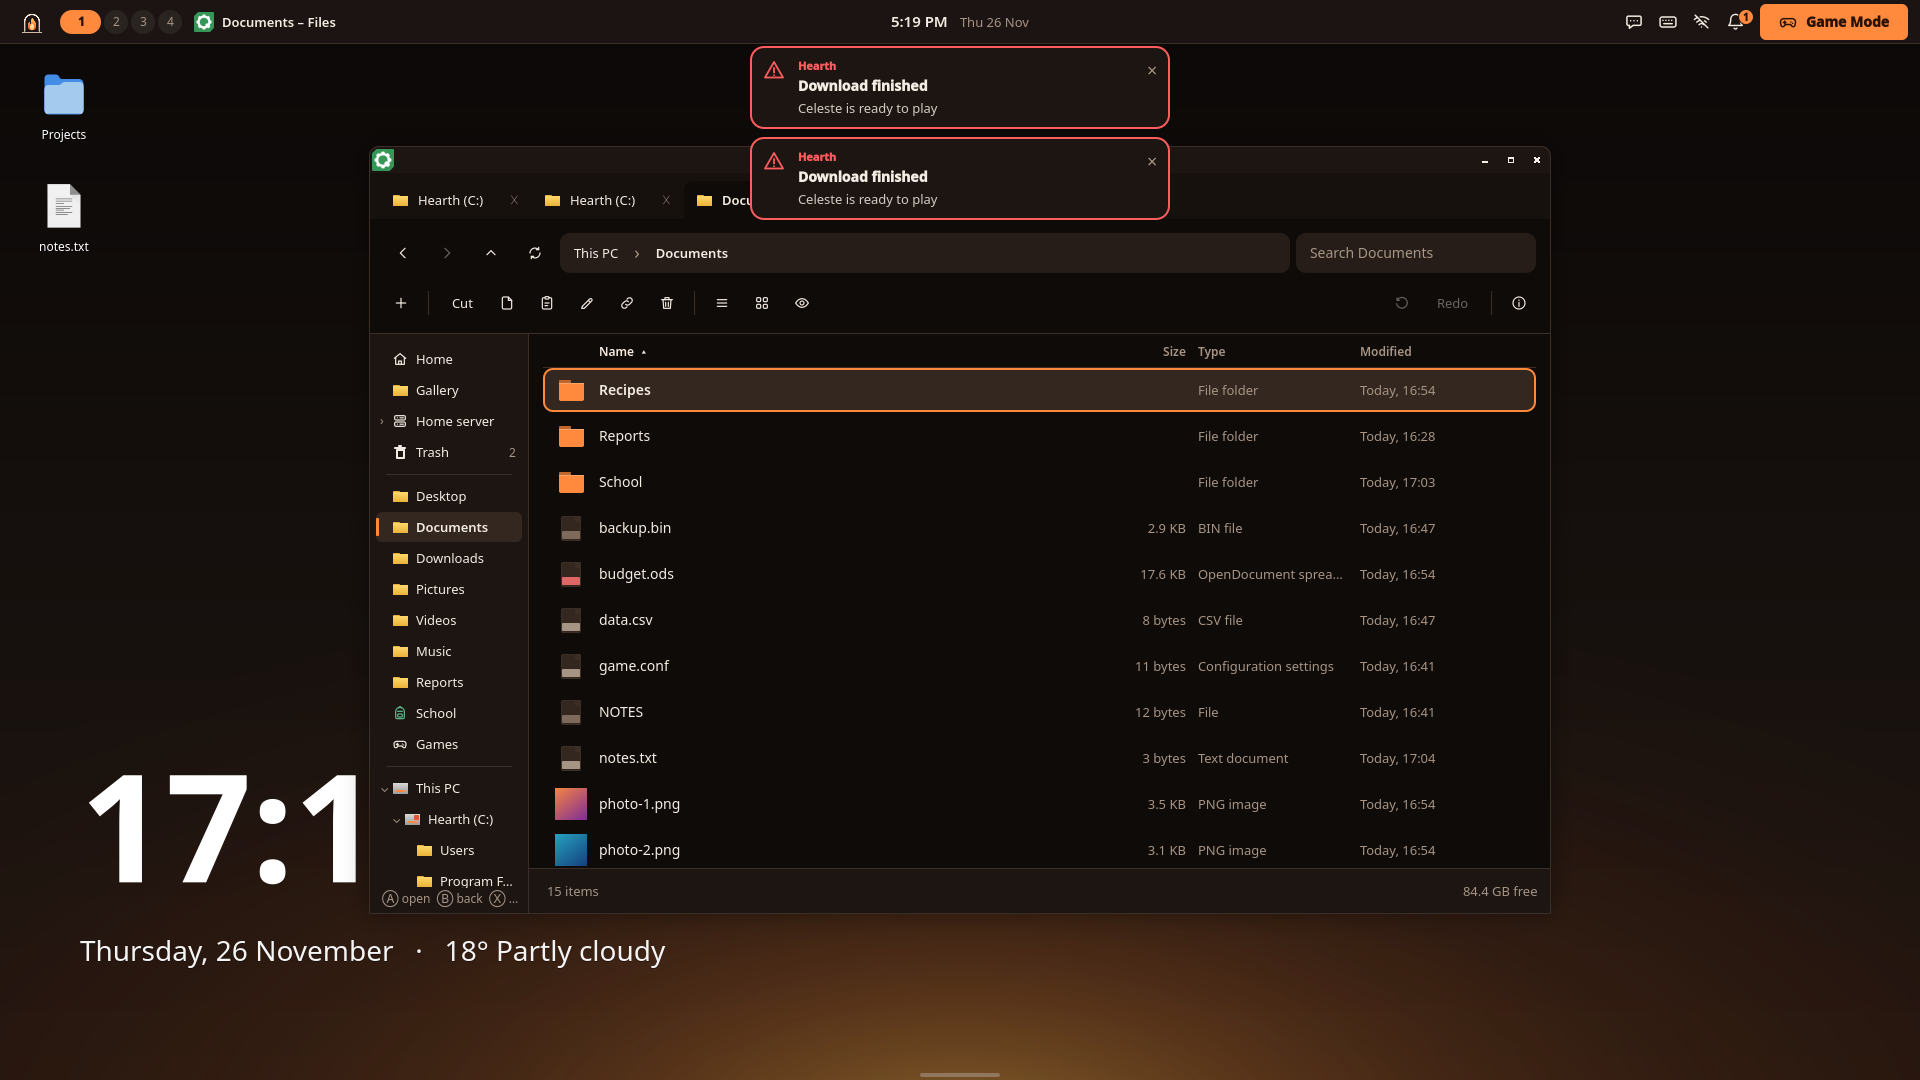 1 2 3 4 Documents – Files 5:19 PM Thu 26 Nov 1 Game Mode
Projects
notes.txt
Hearth
Download finished
Celeste is ready to play
Hearth
Download finished
Celeste is ready to play
Hearth (C:) X Hearth (C:) X
This PC › Documents
Search Documents
Cut Redo
Home
Gallery
Home server
Trash 2
Desktop
Documents
Downloads
Pictures
Videos
Music
Reports
School
Games
This PC
Hearth (C:)
Users
Program F...
A open B back X ...
Name Size Type Modified
Recipes File folder Today, 16:54
Reports File folder Today, 16:28
School File folder Today, 17:03
backup.bin 2.9 KB BIN file Today, 16:47
budget.ods 17.6 KB OpenDocument sprea... Today, 16:54
data.csv 8 bytes CSV file Today, 16:47
game.conf 11 bytes Configuration settings Today, 16:41
NOTES 12 bytes File Today, 16:41
notes.txt 3 bytes Text document Today, 17:04
photo-1.png 3.5 KB PNG image Today, 16:54
photo-2.png 3.1 KB PNG image Today, 16:54
15 items 84.4 GB free
17:1
Thursday, 26 November · 18° Partly cloudy